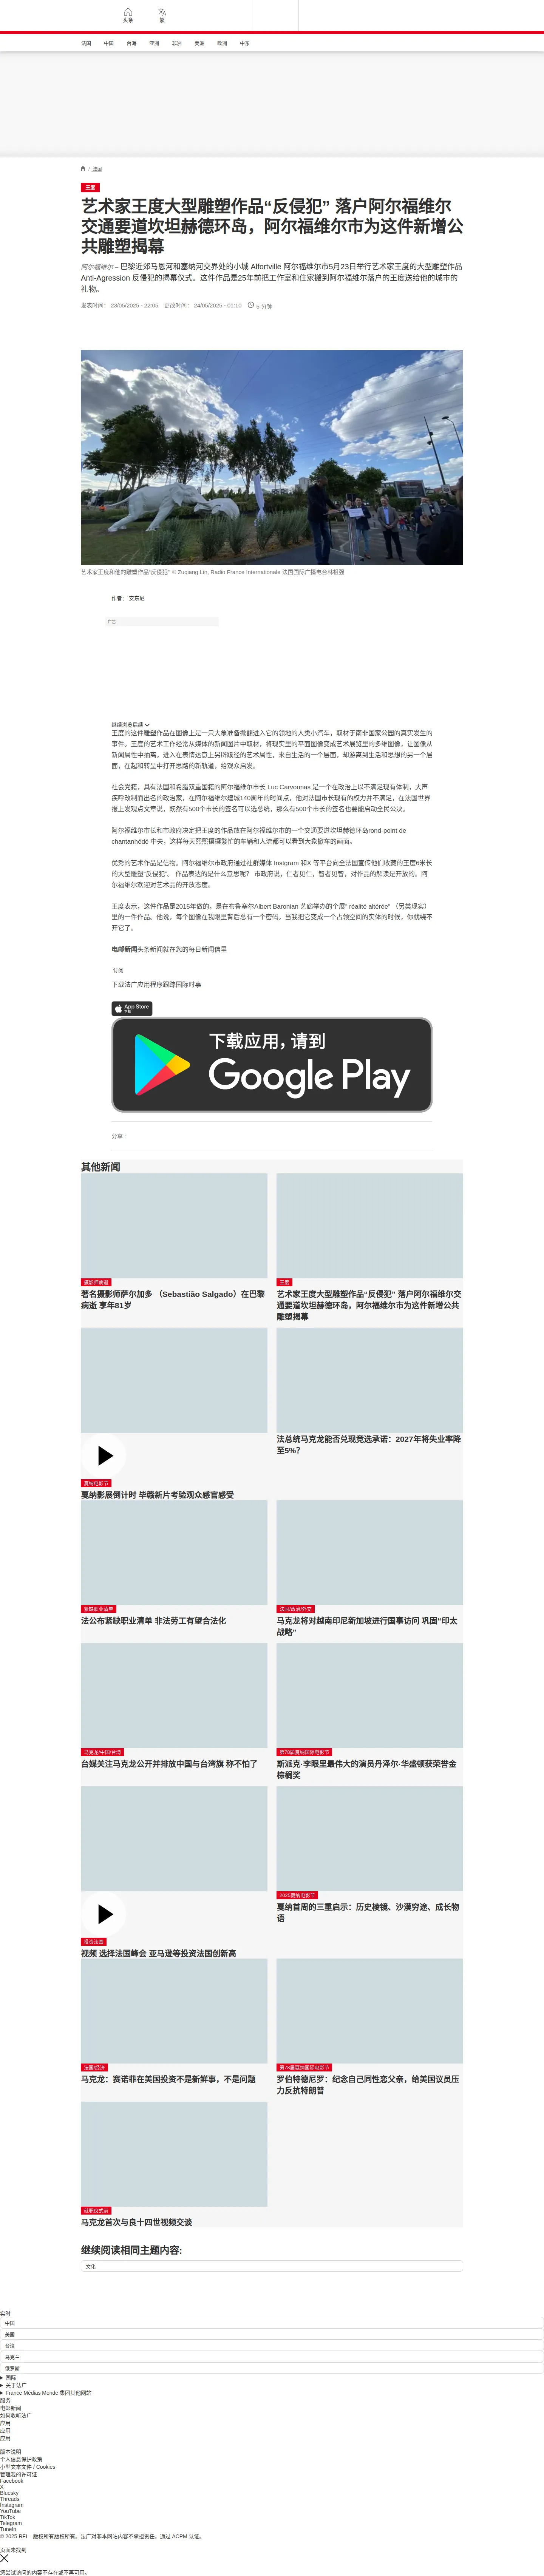 头条
繁
法国
中国
台海
亚洲
非洲
美洲
欧洲
中东
/ 法国
王度
艺术家王度大型雕塑作品“反侵犯” 落户阿尔福维尔
交通要道坎坦赫德环岛，阿尔福维尔市为这件新增公
共雕塑揭幕
阿尔福维尔 – 巴黎近郊马恩河和塞纳河交界处的小城 Alfortville 阿尔福维尔市5月23日举行艺术家王度的大型雕塑作品
Anti-Agression 反侵犯的揭幕仪式。这件作品是25年前把工作室和住家搬到阿尔福维尔落户的王度送给他的城市的
礼物。
发表时间： 23/05/2025 - 22:05 更改时间： 24/05/2025 - 01:10 5 分钟
艺术家王度和他的雕塑作品“反侵犯” © Zuqiang Lin, Radio France Internationale 法国国际广播电台林祖强
作者： 安东尼
广告
继续浏览后续
王度的这件雕塑作品在图像上是一只大象准备掀翻进入它的领地的人类小汽车，取材于南非国家公园的真实发生的
事件。王度的艺术工作经常从媒体的新闻图片中取材，将现实里的平面图像变成艺术展览里的多维图像，让图像从
新闻属性中抽离，进入在表情达意上另辟蹊径的艺术属性，来自生活的一个层面，却游离到生活和思想的另一个层
面，在起和转呈中打开思路的新轨道，给观众启发。
社会党籍，具有法国和希腊双重国籍的阿尔福维尔市长 Luc Carvounas 是一个在政治上以不满足现有体制，大声
疾呼改制而出名的政治家，在阿尔福维尔建城140周年的时间点，他对法国市长现有的权力并不满足，在法国世界
报上发观点文章说，既然有500个市长的签名可以选总统，那么有500个市长的签名也要能启动全民公决。
阿尔福维尔市长和市政府决定把王度的作品放在阿尔福维尔市的一个交通要道坎坦赫德环岛rond-point de
chantanhédé 中央，这样每天熙熙攘攘繁忙的车辆和人流都可以看到大象掀车的画面。
优秀的艺术作品是信物。阿尔福维尔市政府通过社群媒体 Instgram 和X 等平台向全法国宣传他们收藏的王度6米长
的大型雕塑“反侵犯”。 作品表达的是什么意思呢？ 市政府说，仁者见仁，智者见智，对作品的解读是开放的。阿
尔福维尔欢迎对艺术品的开放态度。
王度表示，这件作品是2015年做的，是在布鲁塞尔Albert Baronian 艺廊举办的个展“ réalité altérée” （另类现实）
里的一件作品。他说，每个图像在我眼里背后总有一个密码。当我把它变成一个占领空间的实体的时候，你就绕不
开它了。
电邮新闻头条新闻就在您的每日新闻信里
订阅
下载法广应用程序跟踪国际时事
App Store
下载
下载应用，请到
Google Play
分享 :
其他新闻
摄影师病逝
著名摄影师萨尔加多 （Sebastião Salgado）在巴黎
病逝 享年81岁
王度
艺术家王度大型雕塑作品“反侵犯” 落户阿尔福维尔交
通要道坎坦赫德环岛，阿尔福维尔市为这件新增公共
雕塑揭幕
戛纳电影节
戛纳影展倒计时 毕赣新片考验观众感官感受
法总统马克龙能否兑现竞选承诺：2027年将失业率降
至5%？
紧缺职业清单
法公布紧缺职业清单 非法劳工有望合法化
法国/政治/外交
马克龙将对越南印尼新加坡进行国事访问 巩固“印太
战略”
马克龙/中国/台湾
台媒关注马克龙公开并排放中国与台湾旗 称不怕了
第78届戛纳国际电影节
斯派克·李眼里最伟大的演员丹泽尔·华盛顿获荣誉金
棕榈奖
投资法国
视频 选择法国峰会 亚马逊等投资法国创新高
2025戛纳电影节
戛纳首周的三重启示：历史棱镜、沙漠穷途、成长物
语
法国/经济
马克龙：赛诺菲在美国投资不是新鲜事，不是问题
第78届戛纳国际电影节
罗伯特德尼罗：纪念自己同性恋父亲，给美国议员压
力反抗特朗普
就职仪式前
马克龙首次与良十四世视频交谈
继续阅读相同主题内容:
文化
实时
中国
美国
台湾
马克兰
俄罗斯
国际
关于法广
France Médias Monde 集团其他网站
服务
电邮新闻
如何收听法广
应用
应用
应用
版本说明
个人信息保护政策
小型文本文件 / Cookies
管理我的许可证
Facebook
X
Bluesky
Threads
Instagram
YouTube
TikTok
Telegram
TuneIn
© 2025 RFI – 版权所有版权所有。法广对非本网站内容不承担责任。通过 ACPM 认证。
页面未找到
您尝试访问的内容不存在或不再可用。